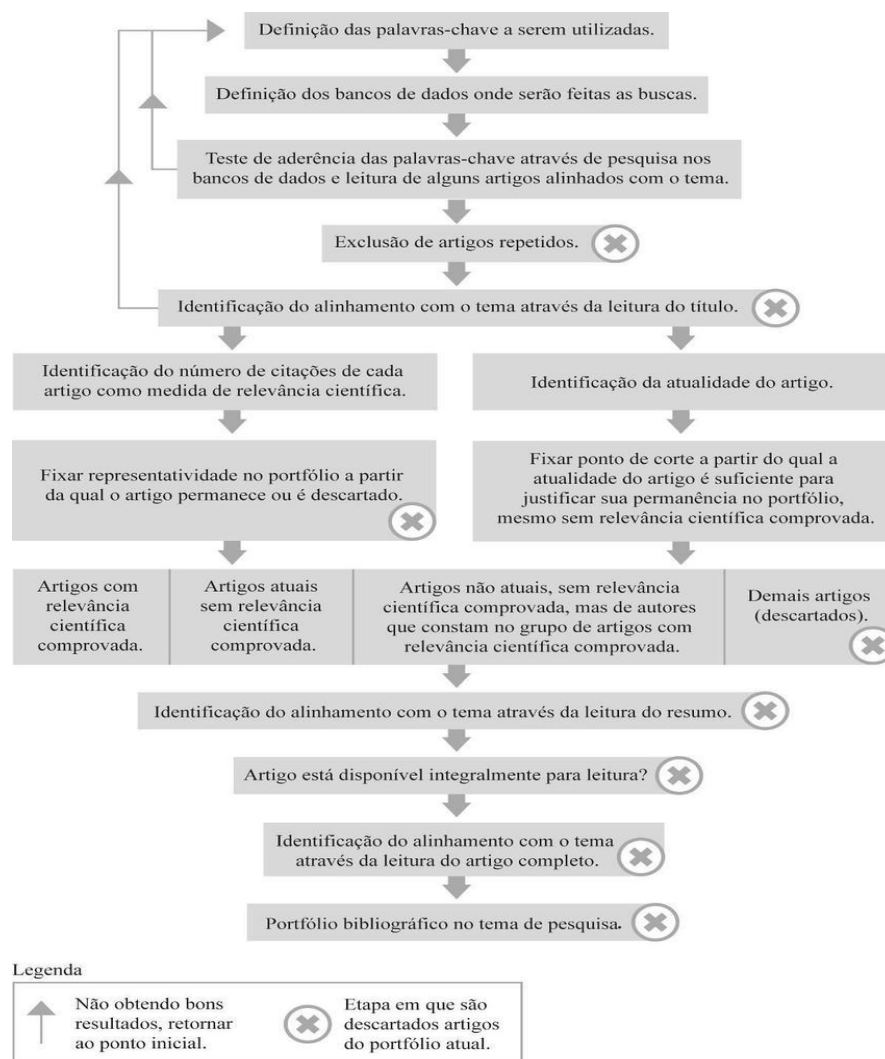 Definição das palavras-chave a serem utilizadas.
Definição dos bancos de dados onde serão feitas as buscas.
Teste de aderência das palavras-chave através de pesquisa nos
bancos de dados e leitura de alguns artigos alinhados com o tema.
Exclusão de artigos repetidos.
Identificação do alinhamento com o tema através da leitura do título.
Identificação do número de citações de cada
artigo como medida de relevância científica.
Identificação da atualidade do artigo.
Fixar representatividade no portfólio a partir
da qual o artigo permanece ou é descartado.
Fixar ponto de corte a partir do qual a
atualidade do artigo é suficiente para
justificar sua permanência no portfólio,
mesmo sem relevância científica comprovada.
Artigos com
relevância
científica
comprovada.
Artigos atuais
sem relevância
científica
comprovada.
Artigos não atuais, sem relevância
científica comprovada, mas de autores
que constam no grupo de artigos com
relevância científica comprovada.
Demais artigos
(descartados).
Identificação do alinhamento com o tema através da leitura do resumo.
Artigo está disponível integralmente para leitura?
Identificação do alinhamento com o tema
através da leitura do artigo completo.
Portfólio bibliográfico no tema de pesquisa.
Legenda
Não obtendo bons
resultados, retornar
ao ponto inicial.
Etapa em que são
descartados artigos
do portfólio atual.